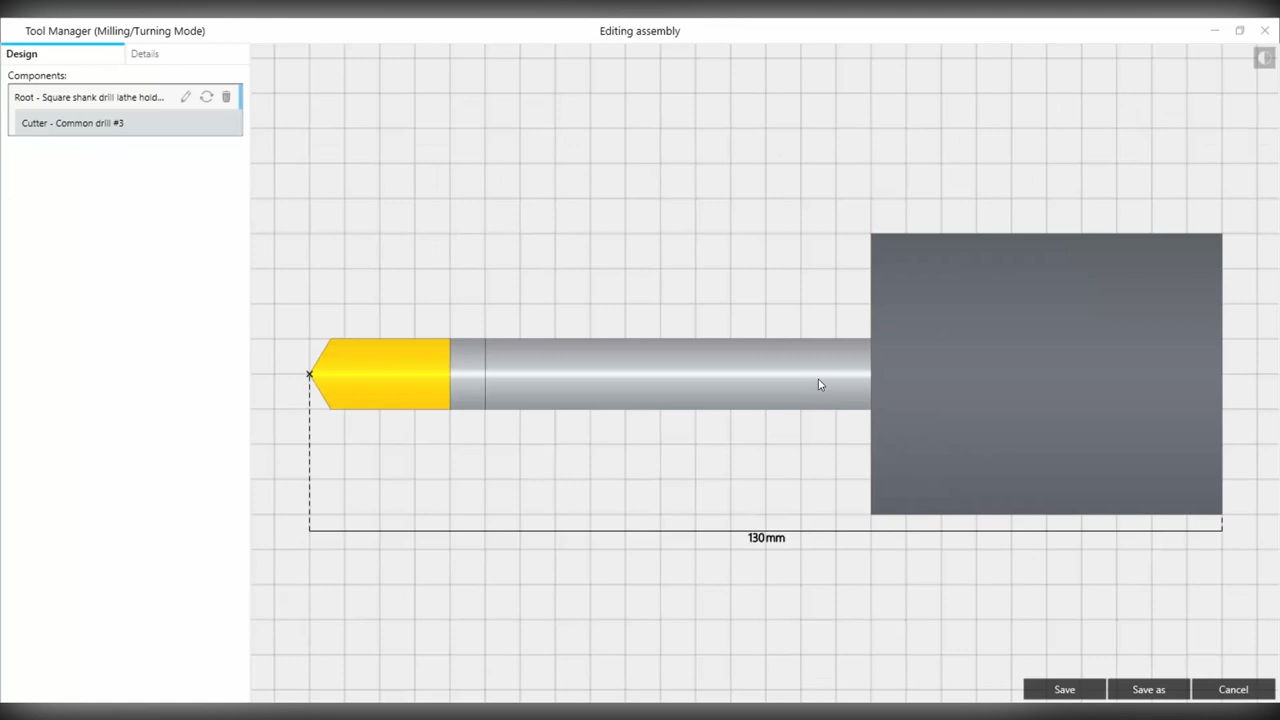 Tool Manager (Milling/Turning Mode)
Editing assembly
Design
Details
Components:
Root - Square shank drill lathe hold...
Cutter - Common drill #3
130mm
Save
Save as
Cancel